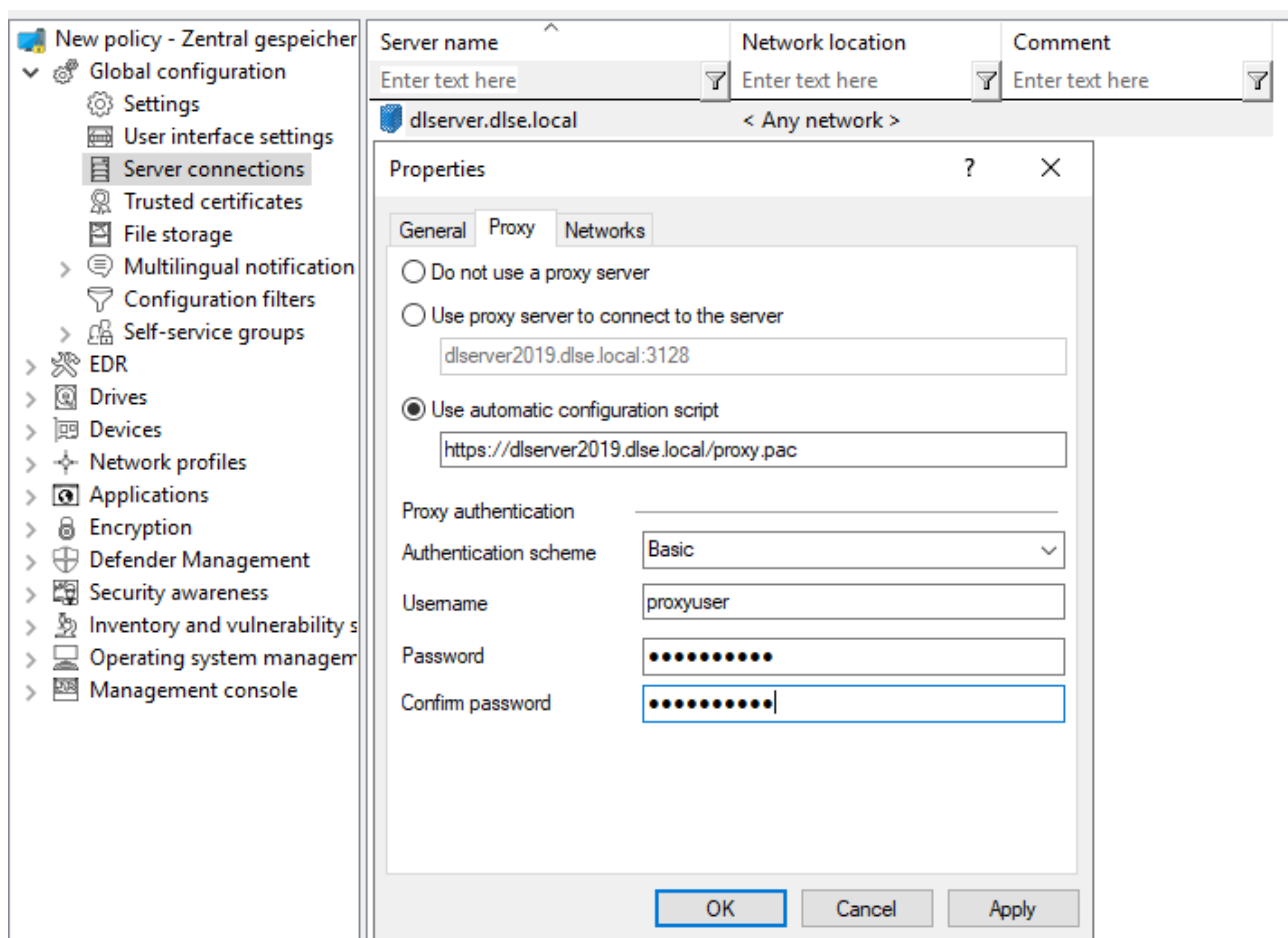 New policy - Zentral gespeicher
Global configuration
Settings
User interface settings
Server connections
Trusted certificates
File storage
Multilingual notification
Configuration filters
Self-service groups
EDR
Drives
Devices
Network profiles
Applications
Encryption
Defender Management
Security awareness
Inventory and vulnerability s
Operating system managem
Management console
Server name Network location Comment
Enter text here Enter text here Enter text here
dlserver.dlse.local < Any network >
Properties ?
General Proxy Networks
Do not use a proxy server
Use proxy server to connect to the server
dlserver2019.dlse.local:3128
Use automatic configuration script
https://dlserver2019.dlse.local/proxy.pac
Proxy authentication
Authentication scheme Basic
Username proxyuser
Password ●●●●●●●●●●
Confirm password ●●●●●●●●●●
OK Cancel Apply